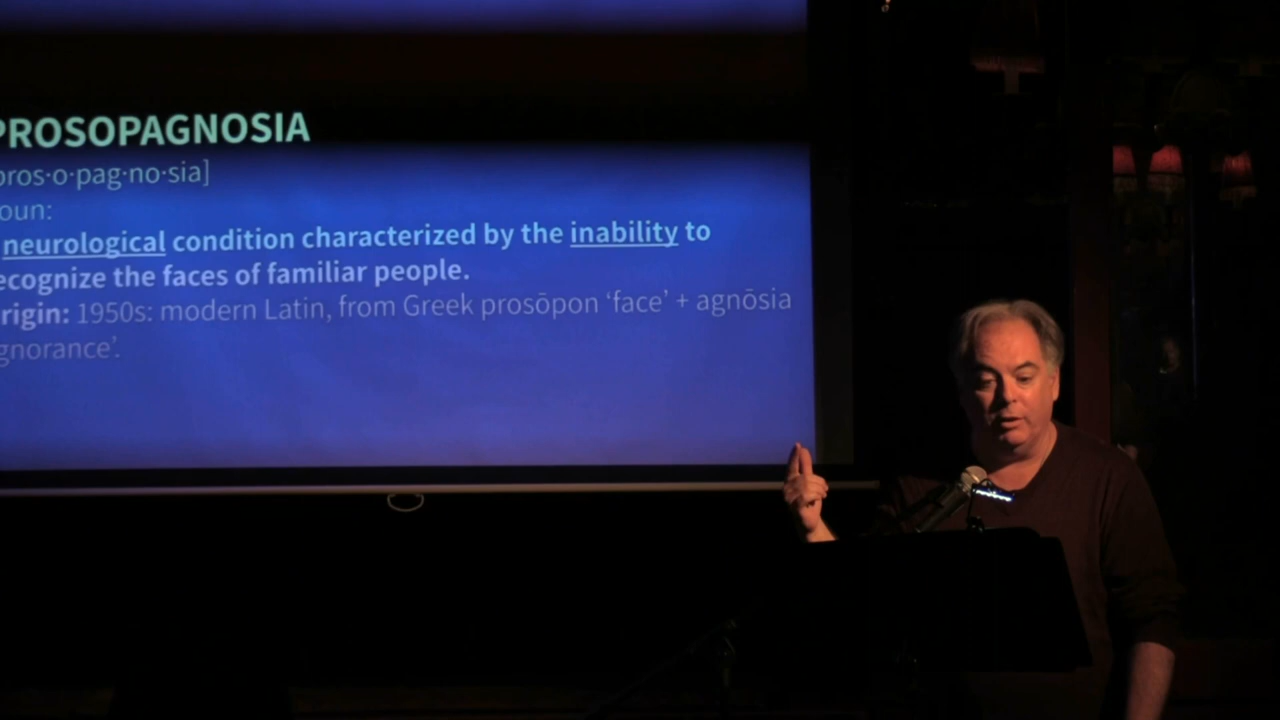 PROSOPAGNOSIA
pros·o·pag·no·sia]
oun:
neurological condition characterized by the inability to
ecognize the faces of familiar people.
rigin: 1950s: modern Latin, from Greek prosōpon ‘face’ + agnōsia
gnorance’.